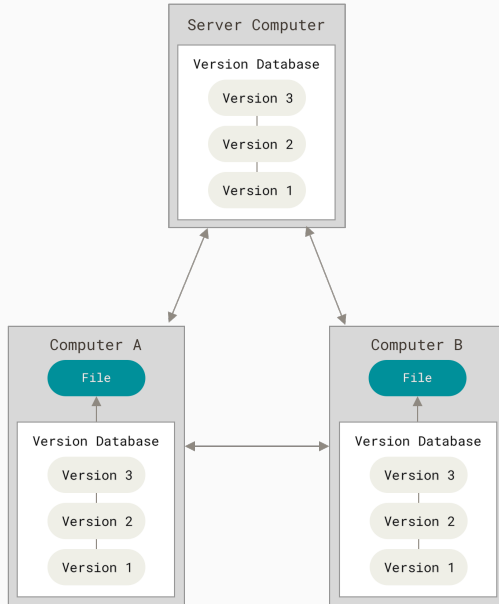 Server Computer
Version Database
Version 3
Version 2
Version 1
Computer A
File
Version Database
Version 3
Version 2
Version 1
Computer B
File
Version Database
Version 3
Version 2
Version 1